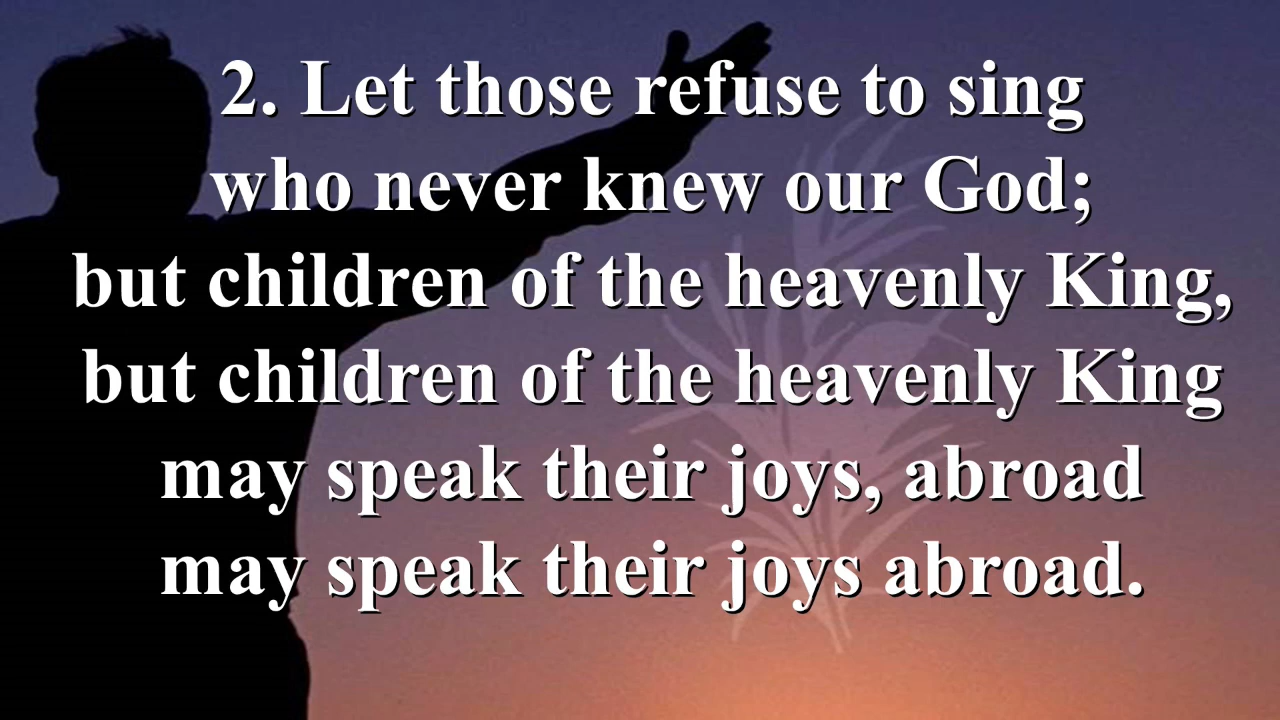 2. Let those refuse to sing
who never knew our God;
but children of the heavenly King,
but children of the heavenly King
may speak their joys, abroad
may speak their joys abroad.